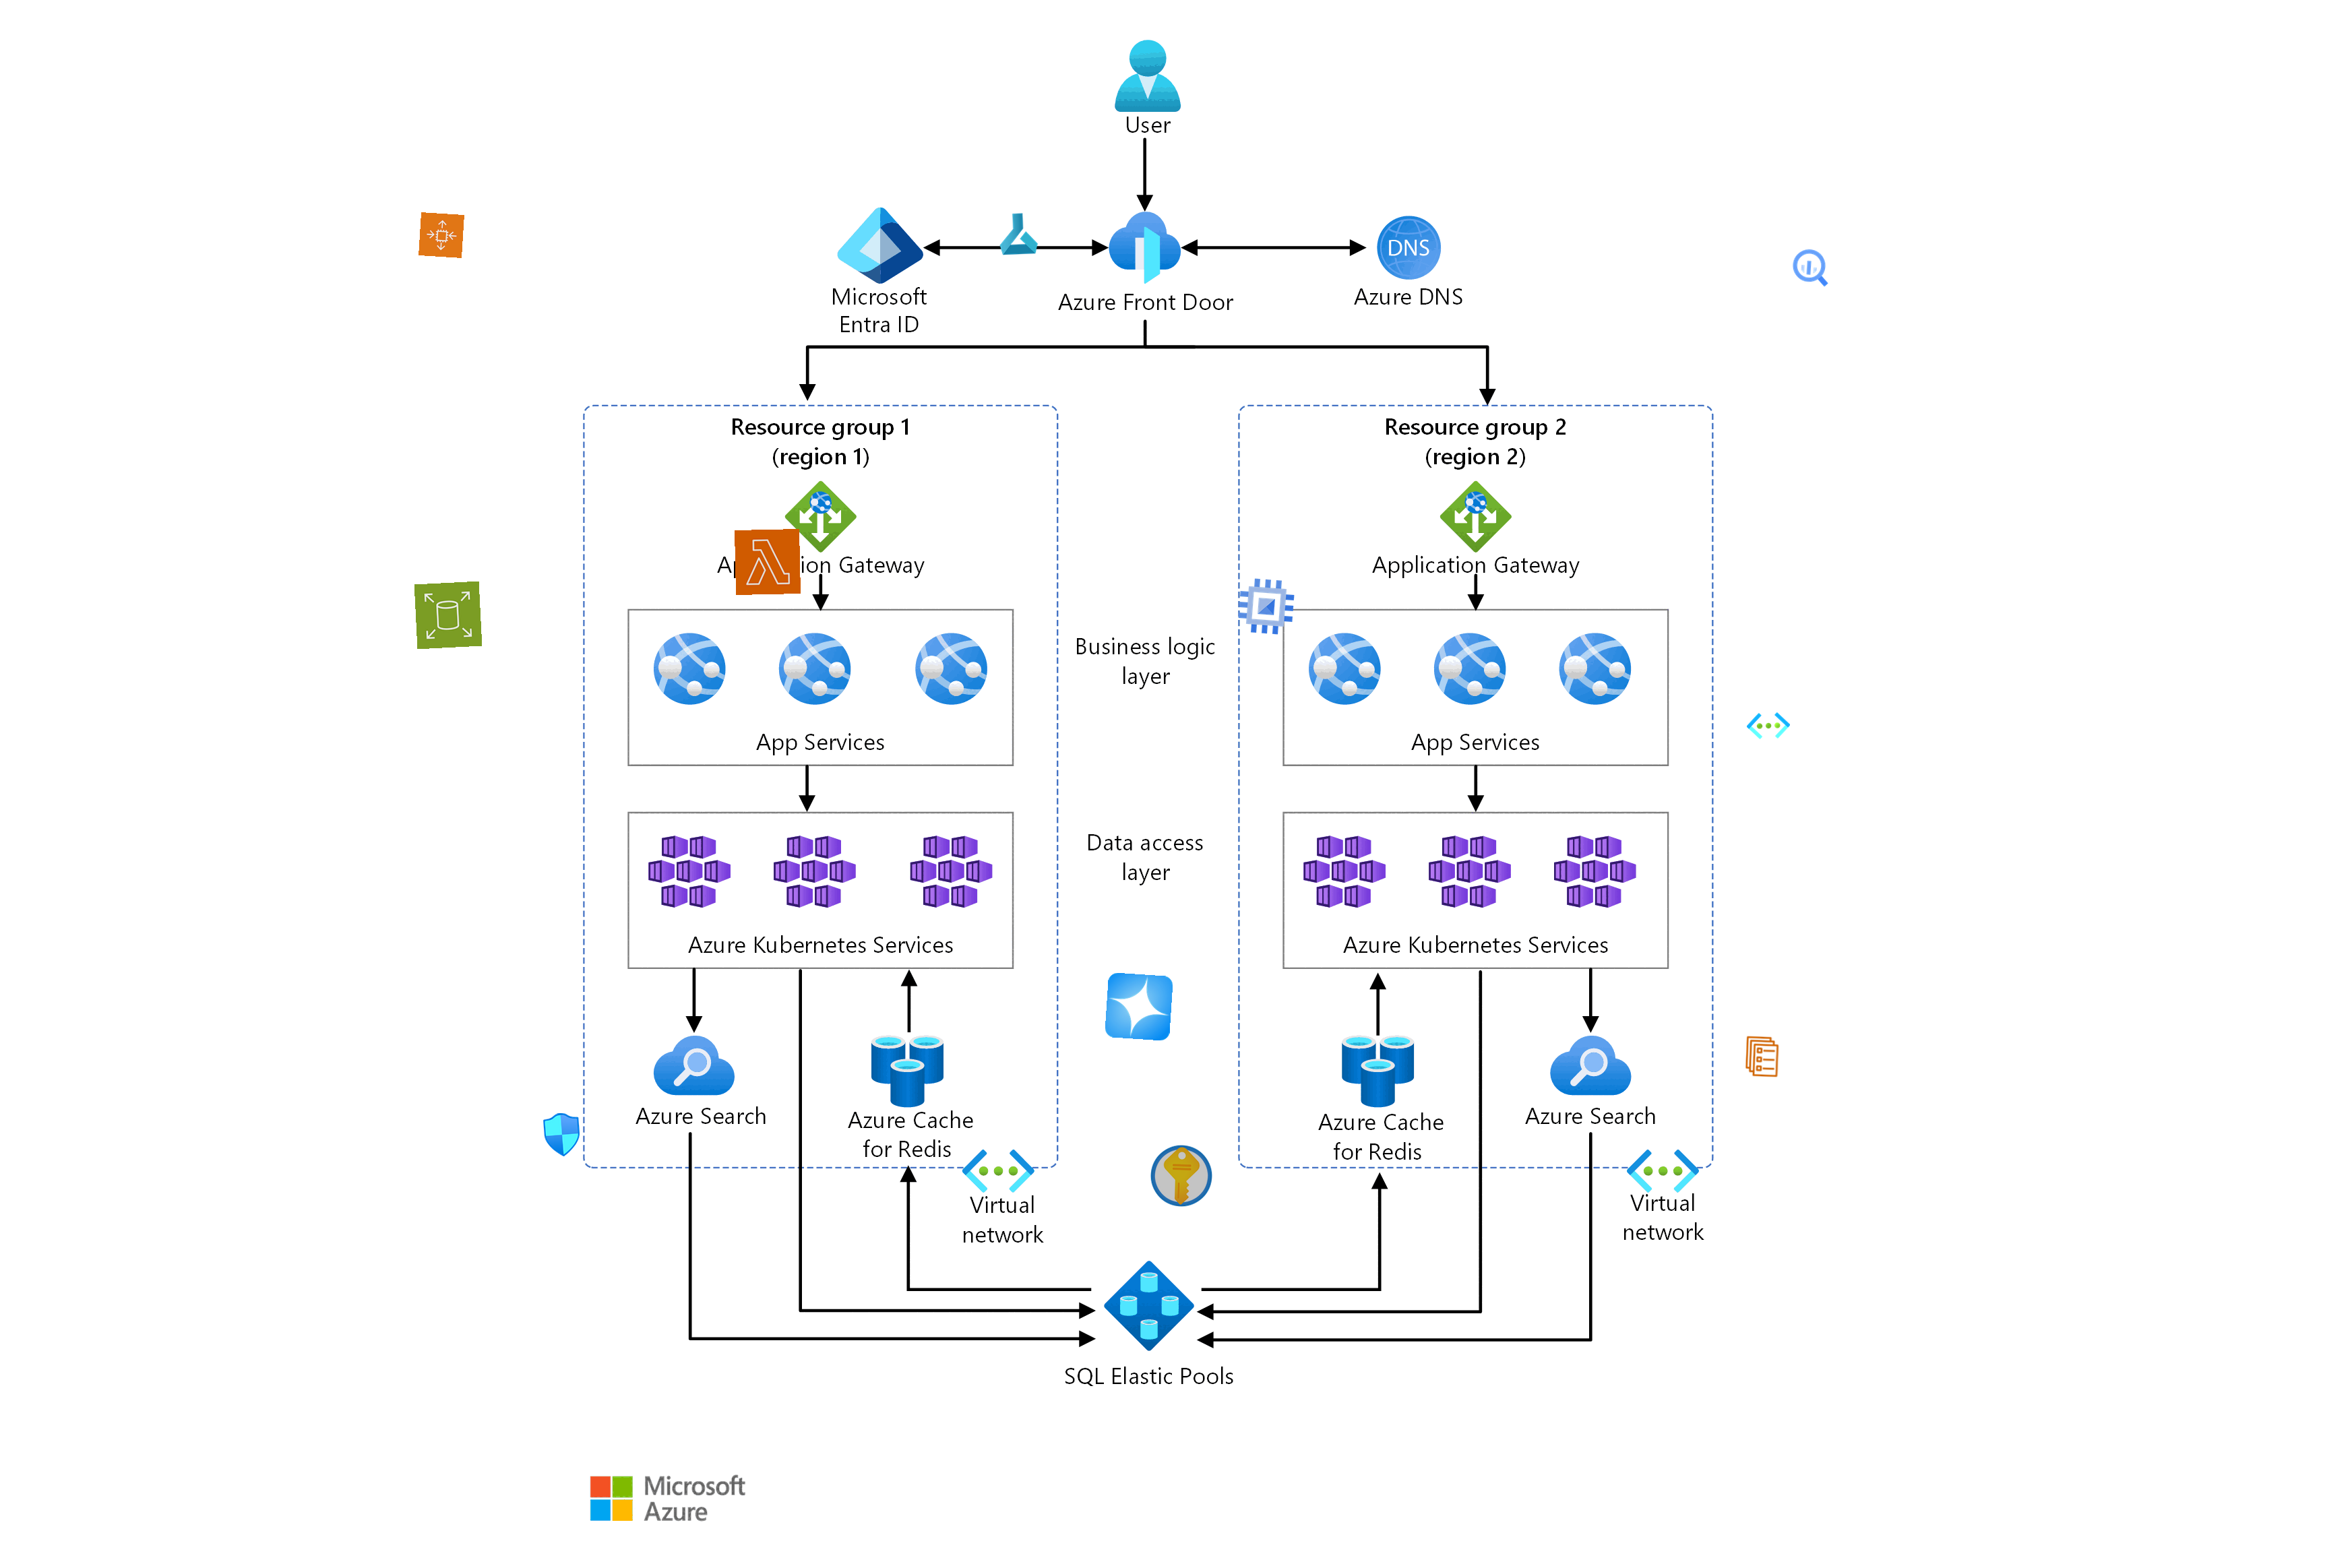 User
DNS
Microsoft
Entra ID
Azure Front Door
Azure DNS
Resource group 1
(region 1)
Resource group 2
(region 2)
Gateway
Application Gateway
Business logic
layer
App Services
App Services
Data access
layer
Azure Kubernetes Services
Azure Kubernetes Services
Azure Search
Azure Cache
for Redis
Azure Cache
for Redis
Azure Search
Virtual
network
Virtual
network
SQL Elastic Pools
Microsoft
Azure